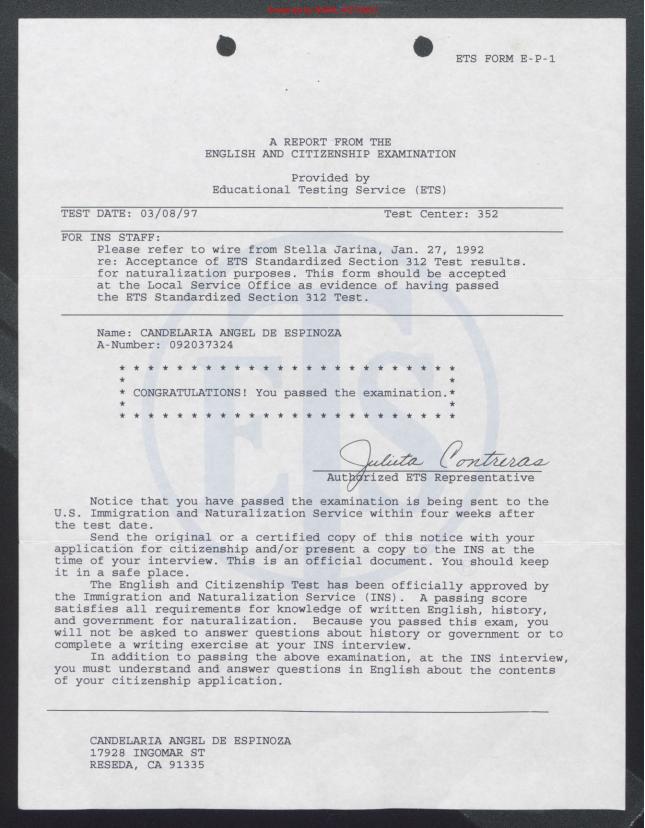 ETS FORM E-P-1
A REPORT FROM THE
ENGLISH AND CITIZENSHIP EXAMINATION
Provided by
Educational Testing Service (ETS)
TEST DATE: 03/08/97 Test Center: 352
FOR INS STAFF:
Please refer to wire from Stella Jarina, Jan. 27, 1992
re: Acceptance of ETS Standardized Section 312 Test results.
for naturalization purposes. This form should be accepted
at the Local Service Office as evidence of having passed
the ETS Standardized Section 312 Test.
Name: CANDELARIA ANGEL DE ESPINOZA
A-Number: 092037324
* * * * * * * * * * * * * * * * * * * * * * * *
* *
* CONGRATULATIONS! You passed the examination.*
* *
* * * * * * * * * * * * * * * * * * * * * * * *
Julieta Contreras
Authorized ETS Representative
Notice that you have passed the examination is being sent to the
U.S. Immigration and Naturalization Service within four weeks after
the test date.
Send the original or a certified copy of this notice with your
application for citizenship and/or present a copy to the INS at the
time of your interview. This is an official document. You should keep
it in a safe place.
The English and Citizenship Test has been officially approved by
the Immigration and Naturalization Service (INS). A passing score
satisfies all requirements for knowledge of written English, history,
and government for naturalization. Because you passed this exam, you
will not be asked to answer questions about history or government or to
complete a writing exercise at your INS interview.
In addition to passing the above examination, at the INS interview,
you must understand and answer questions in English about the contents
of your citizenship application.
CANDELARIA ANGEL DE ESPINOZA
17928 INGOMAR ST
RESEDA, CA 91335
ETS